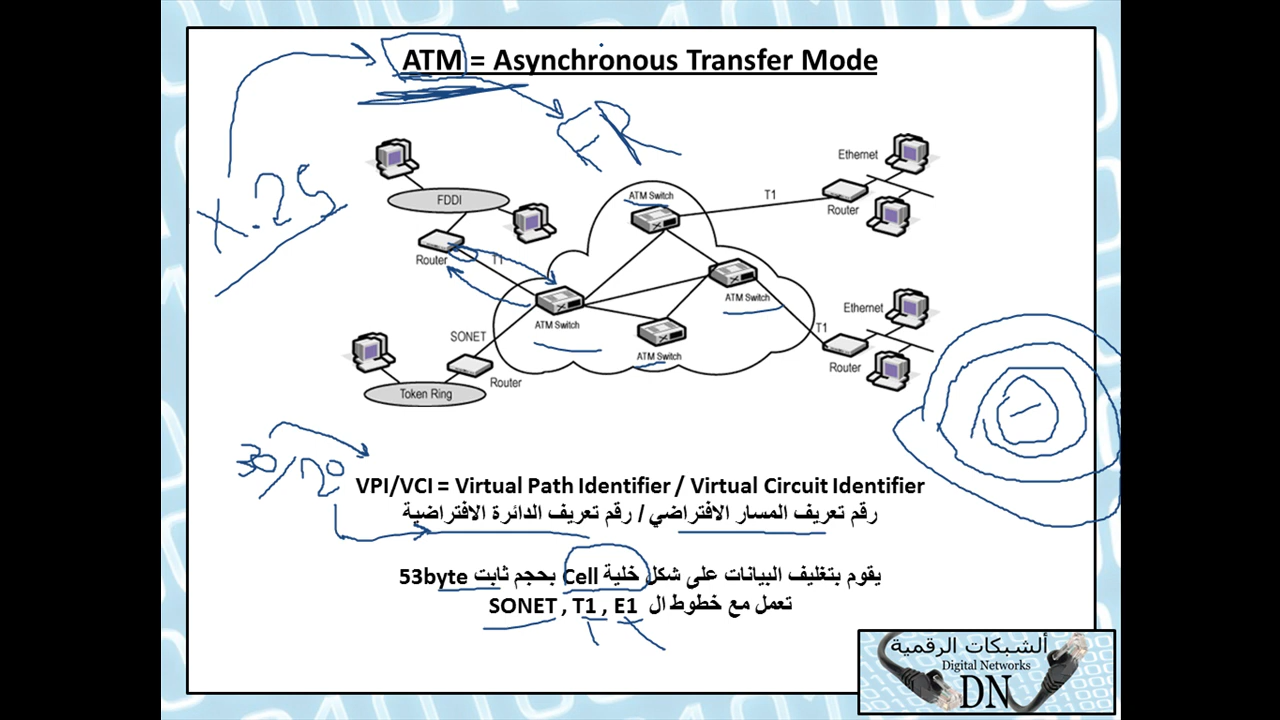 ATM = Asynchronous Transfer Mode
FR
X.25
FDDI
Router
T1
ATM Switch
T1
Ethernet
Router
ATM Switch
ATM Switch
ATM Switch
SONET
Router
Token Ring
Ethernet
T1
Router
30/120
VPI/VCI = Virtual Path Identifier / Virtual Circuit Identifier
رقم تعريف المسار الافتراضي / رقم تعريف الدائرة الافتراضية
يقوم بتغليف البيانات على شكل خلية Cell بحجم ثابت 53byte
تعمل مع خطوط ال SONET , T1 , E1
ألشبكات الرقمية
Digital Networks
DN